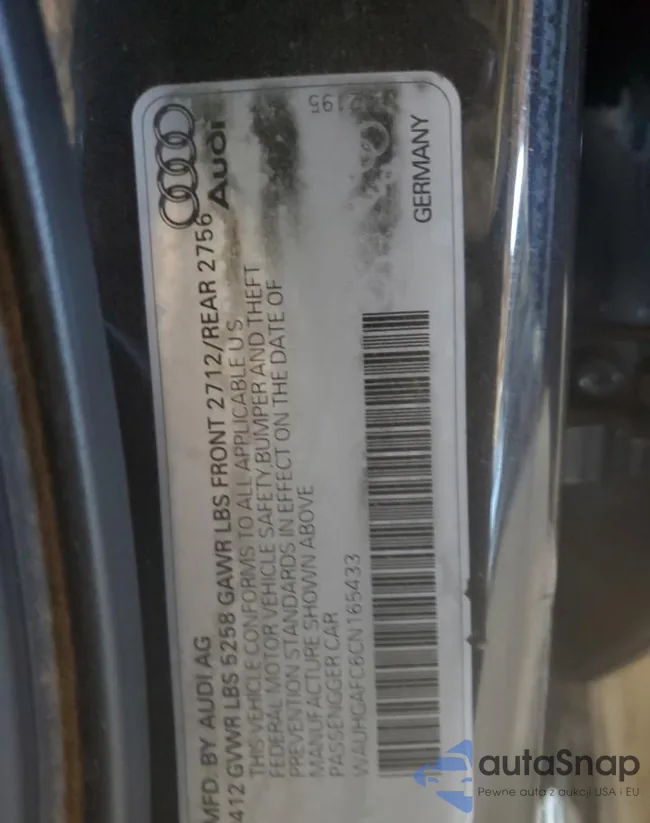 Audi
MFD. BY AUDI AG
412 GVWR LBS 5258 GAWR LBS FRONT 2712/REAR 2756
THIS VEHICLE CONFORMS TO ALL APPLICABLE U S
FEDERAL MOTOR VEHICLE SAFETY,BUMPER AND THEFT
PREVENTION STANDARDS IN EFFECT ON THE DATE OF
MANUFACTURE SHOWN ABOVE
PASSENGER CAR
WAUHCAFC6CN165433
GERMANY
2195
autaSnap
Pewne auta z aukcji USA i EU